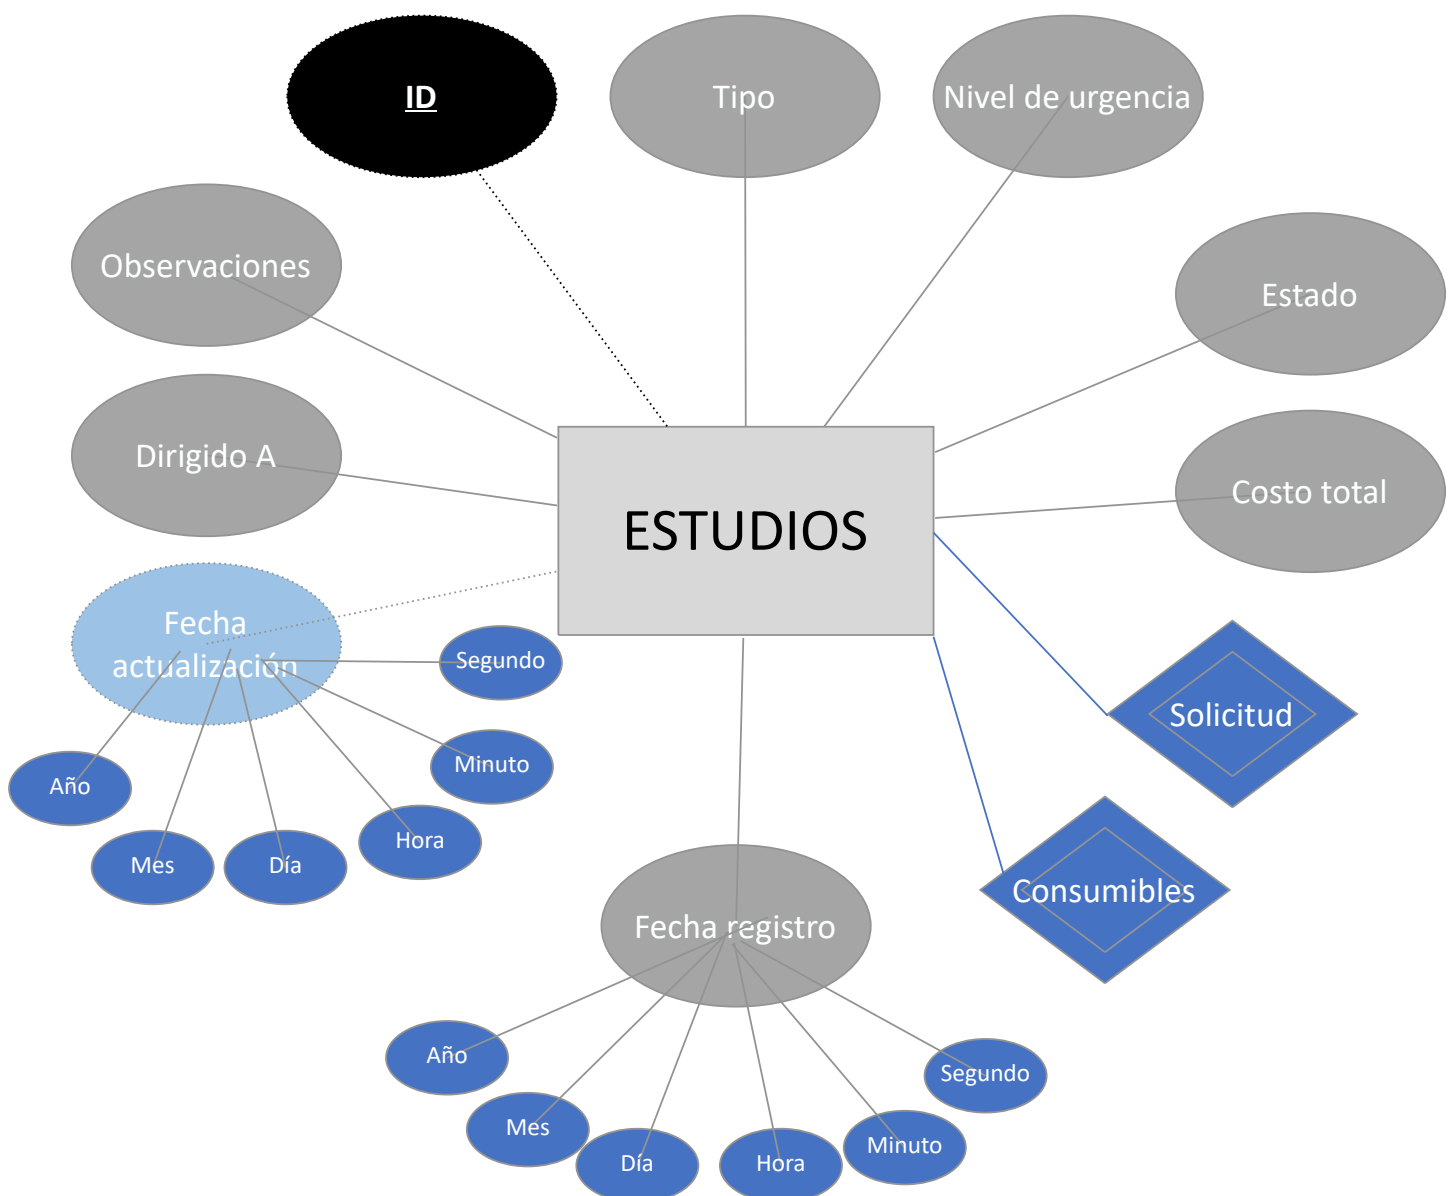 ID
Tipo
Nivel de urgencia
Observaciones
Estado
Dirigido A
Costo total
ESTUDIOS
Fecha
actualización
Segundo
Minuto
Año
Hora
Mes
Día
Solicitud
Consumibles
Fecha registro
Año
Segundo
Mes
Minuto
Día
Hora